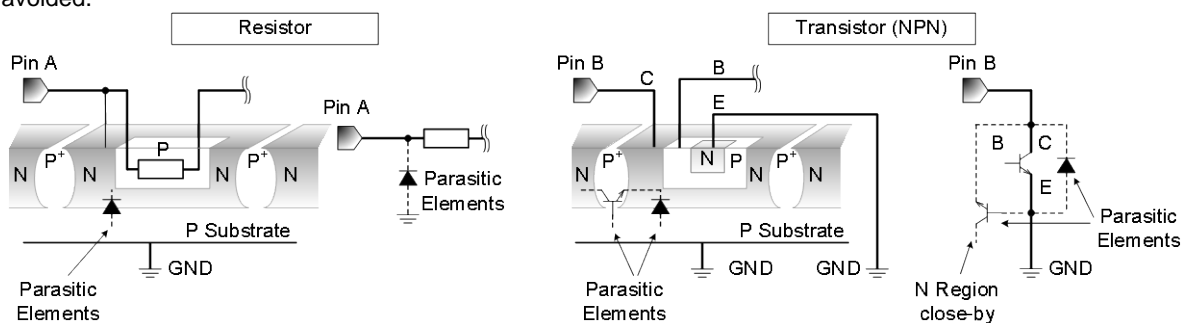 avoided.
Resistor
Transistor (NPN)
Pin A
Pin A
N
P+
N
P
N
P+
N
Parasitic
Elements
P Substrate
GND
Parasitic
Elements
Pin B
C
B
E
N
P+
N
N
P
P+
N
P Substrate
GND
GND
Parasitic
Elements
Pin B
B
C
E
Parasitic
Elements
GND
N Region
close-by